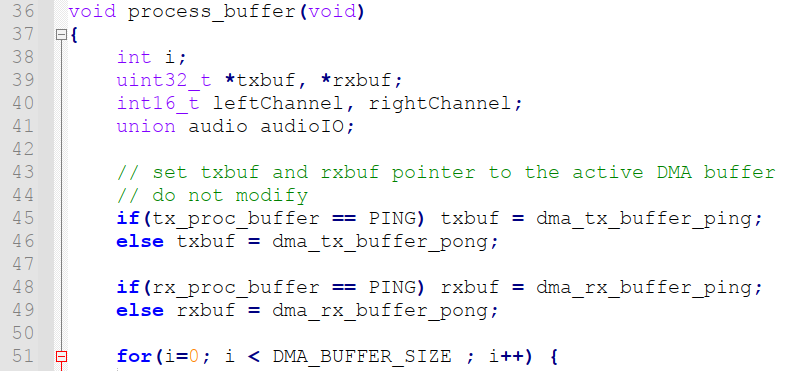 36 void process_buffer(void)
37 {
38     int i;
39     uint32_t *txbuf, *rxbuf;
40     int16_t leftChannel, rightChannel;
41     union audio audioIO;
42
43     // set txbuf and rxbuf pointer to the active DMA buffer
44     // do not modify
45     if(tx_proc_buffer == PING) txbuf = dma_tx_buffer_ping;
46     else txbuf = dma_tx_buffer_pong;
47
48     if(rx_proc_buffer == PING) rxbuf = dma_rx_buffer_ping;
49     else rxbuf = dma_rx_buffer_pong;
50
51     for(i=0; i < DMA_BUFFER_SIZE ; i++) {